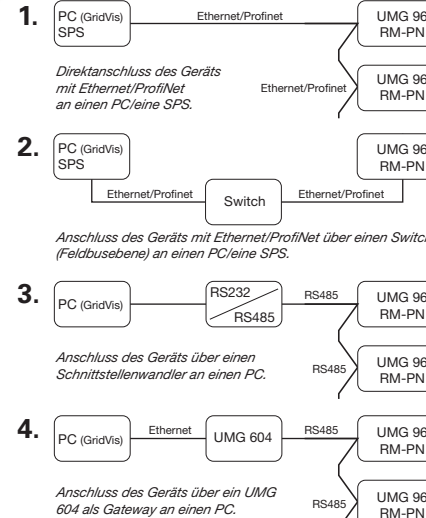 1.
PC (GridVis)
SPS
Ethernet/Profinet
UMG 96
RM-PN
Direktanschluss des Geräts
mit Ethernet/ProfiNet
an einen PC/eine SPS.
Ethernet/Profinet
UMG 96
RM-PN
2.
PC (GridVis)
SPS
UMG 96
RM-PN
Ethernet/Profinet
Switch
Ethernet/Profinet
Anschluss des Geräts mit Ethernet/ProfiNet über einen Switch
(Feldbusebene) an einen PC/eine SPS.
3.
PC (GridVis)
RS232
RS485
RS485
UMG 96
RM-PN
Anschluss des Geräts über einen
Schnittstellenwandler an einen PC.
RS485
UMG 96
RM-PN
4.
PC (GridVis)
Ethernet
UMG 604
RS485
UMG 96
RM-PN
Anschluss des Geräts über ein UMG
604 als Gateway an einen PC.
RS485
UMG 96
RM-PN